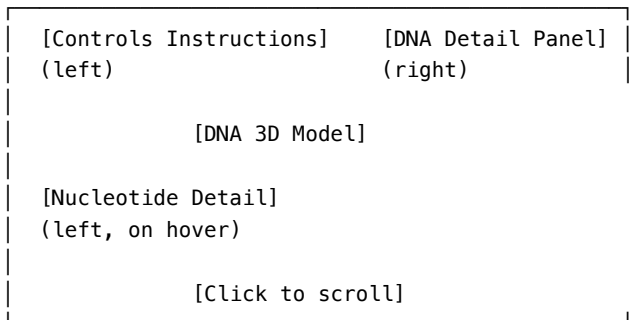 [Controls Instructions] [DNA Detail Panel]
(left) (right)
[DNA 3D Model]
[Nucleotide Detail]
(left, on hover)
[Click to scroll]